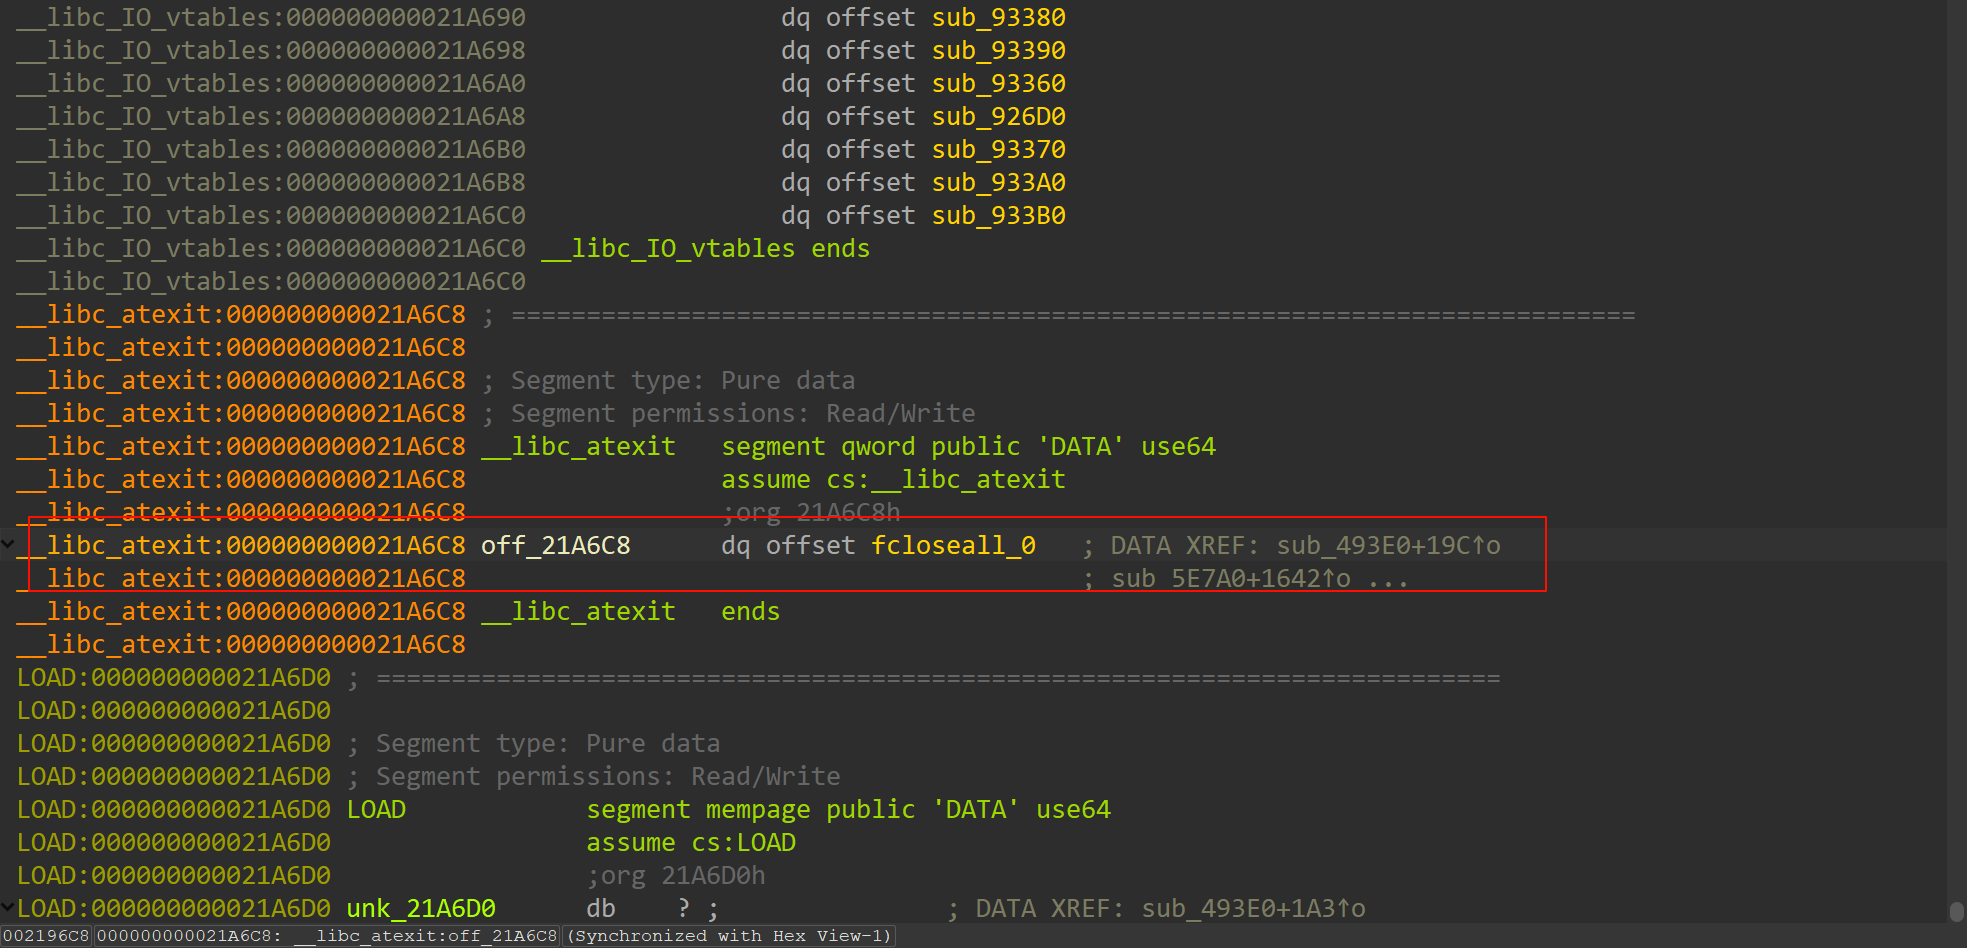 __libc_IO_vtables:000000000021A690 dq offset sub_93380
__libc_IO_vtables:000000000021A698 dq offset sub_93390
__libc_IO_vtables:000000000021A6A0 dq offset sub_93360
__libc_IO_vtables:000000000021A6A8 dq offset sub_926D0
__libc_IO_vtables:000000000021A6B0 dq offset sub_93370
__libc_IO_vtables:000000000021A6B8 dq offset sub_933A0
__libc_IO_vtables:000000000021A6C0 dq offset sub_933B0
__libc_IO_vtables:000000000021A6C0 __libc_IO_vtables ends
__libc_IO_vtables:000000000021A6C0
__libc_atexit:000000000021A6C8 ; ===========================================================================
__libc_atexit:000000000021A6C8
__libc_atexit:000000000021A6C8 ; Segment type: Pure data
__libc_atexit:000000000021A6C8 ; Segment permissions: Read/Write
__libc_atexit:000000000021A6C8 __libc_atexit segment qword public 'DATA' use64
__libc_atexit:000000000021A6C8 assume cs:__libc_atexit
__libc_atexit:000000000021A6C8 ;org 21A6C8h
__libc_atexit:000000000021A6C8 off_21A6C8 dq offset fcloseall_0 ; DATA XREF: sub_493E0+19C↑o
__libc_atexit:000000000021A6C8 ; sub_5E7A0+1642↑o ...
__libc_atexit:000000000021A6C8 __libc_atexit ends
__libc_atexit:000000000021A6C8
LOAD:000000000021A6D0 ; ===========================================================================
LOAD:000000000021A6D0
LOAD:000000000021A6D0 ; Segment type: Pure data
LOAD:000000000021A6D0 ; Segment permissions: Read/Write
LOAD:000000000021A6D0 LOAD segment mempage public 'DATA' use64
LOAD:000000000021A6D0 assume cs:LOAD
LOAD:000000000021A6D0 ;org 21A6D0h
LOAD:000000000021A6D0 unk_21A6D0 db ? ; ; DATA XREF: sub_493E0+1A3↑o
002196C8 000000000021A6C8: __libc_atexit:off_21A6C8 (Synchronized with Hex View-1)